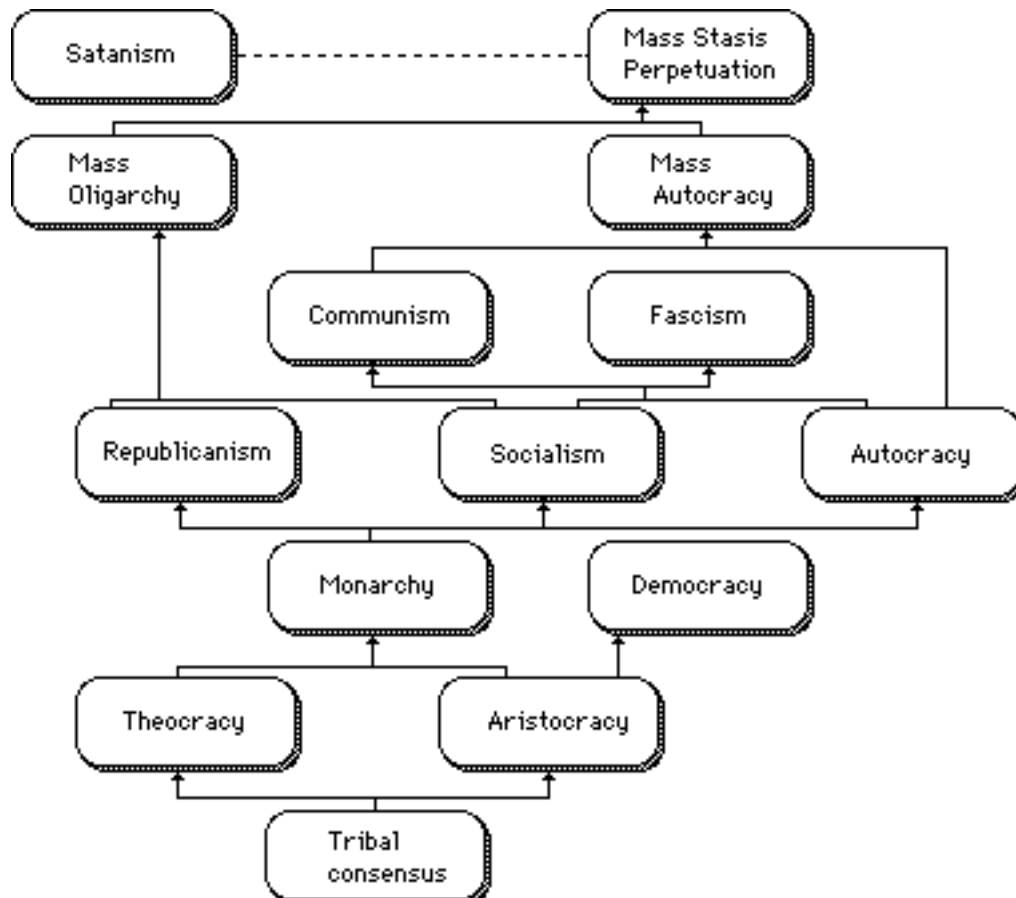 Satanism
Mass Stasis
Perpetuation
Mass
Oligarchy
Mass
Autocracy
Communism
Fascism
Republicanism
Socialism
Autocracy
Monarchy
Democracy
Theocracy
Aristocracy
Tribal
consensus